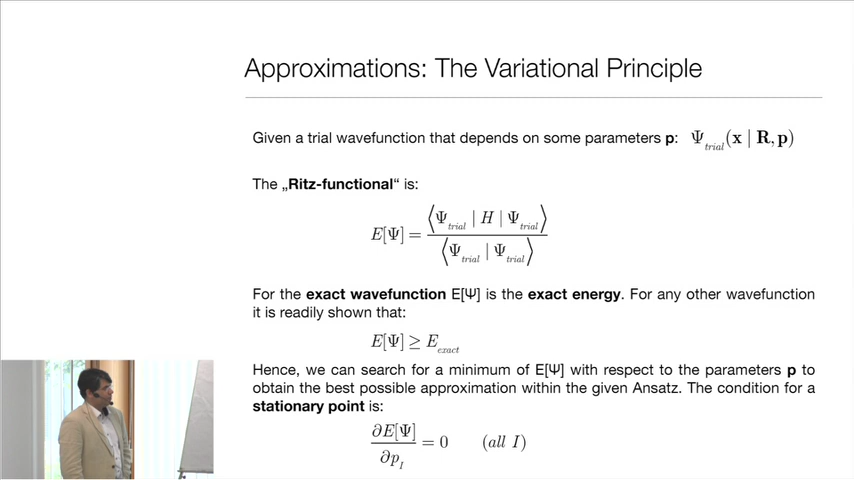 Approximations: The Variational Principle
Given a trial wavefunction that depends on some parameters p: Ψ_trial(x | R, p)
The „Ritz-functional“ is:
E[Ψ] = ⟨Ψ_trial | H | Ψ_trial⟩ / ⟨Ψ_trial | Ψ_trial⟩
For the exact wavefunction E[Ψ] is the exact energy. For any other wavefunction
it is readily shown that:
E[Ψ] ≥ E_exact
Hence, we can search for a minimum of E[Ψ] with respect to the parameters p to
obtain the best possible approximation within the given Ansatz. The condition for a
stationary point is:
∂E[Ψ] / ∂p_I = 0 (all I)